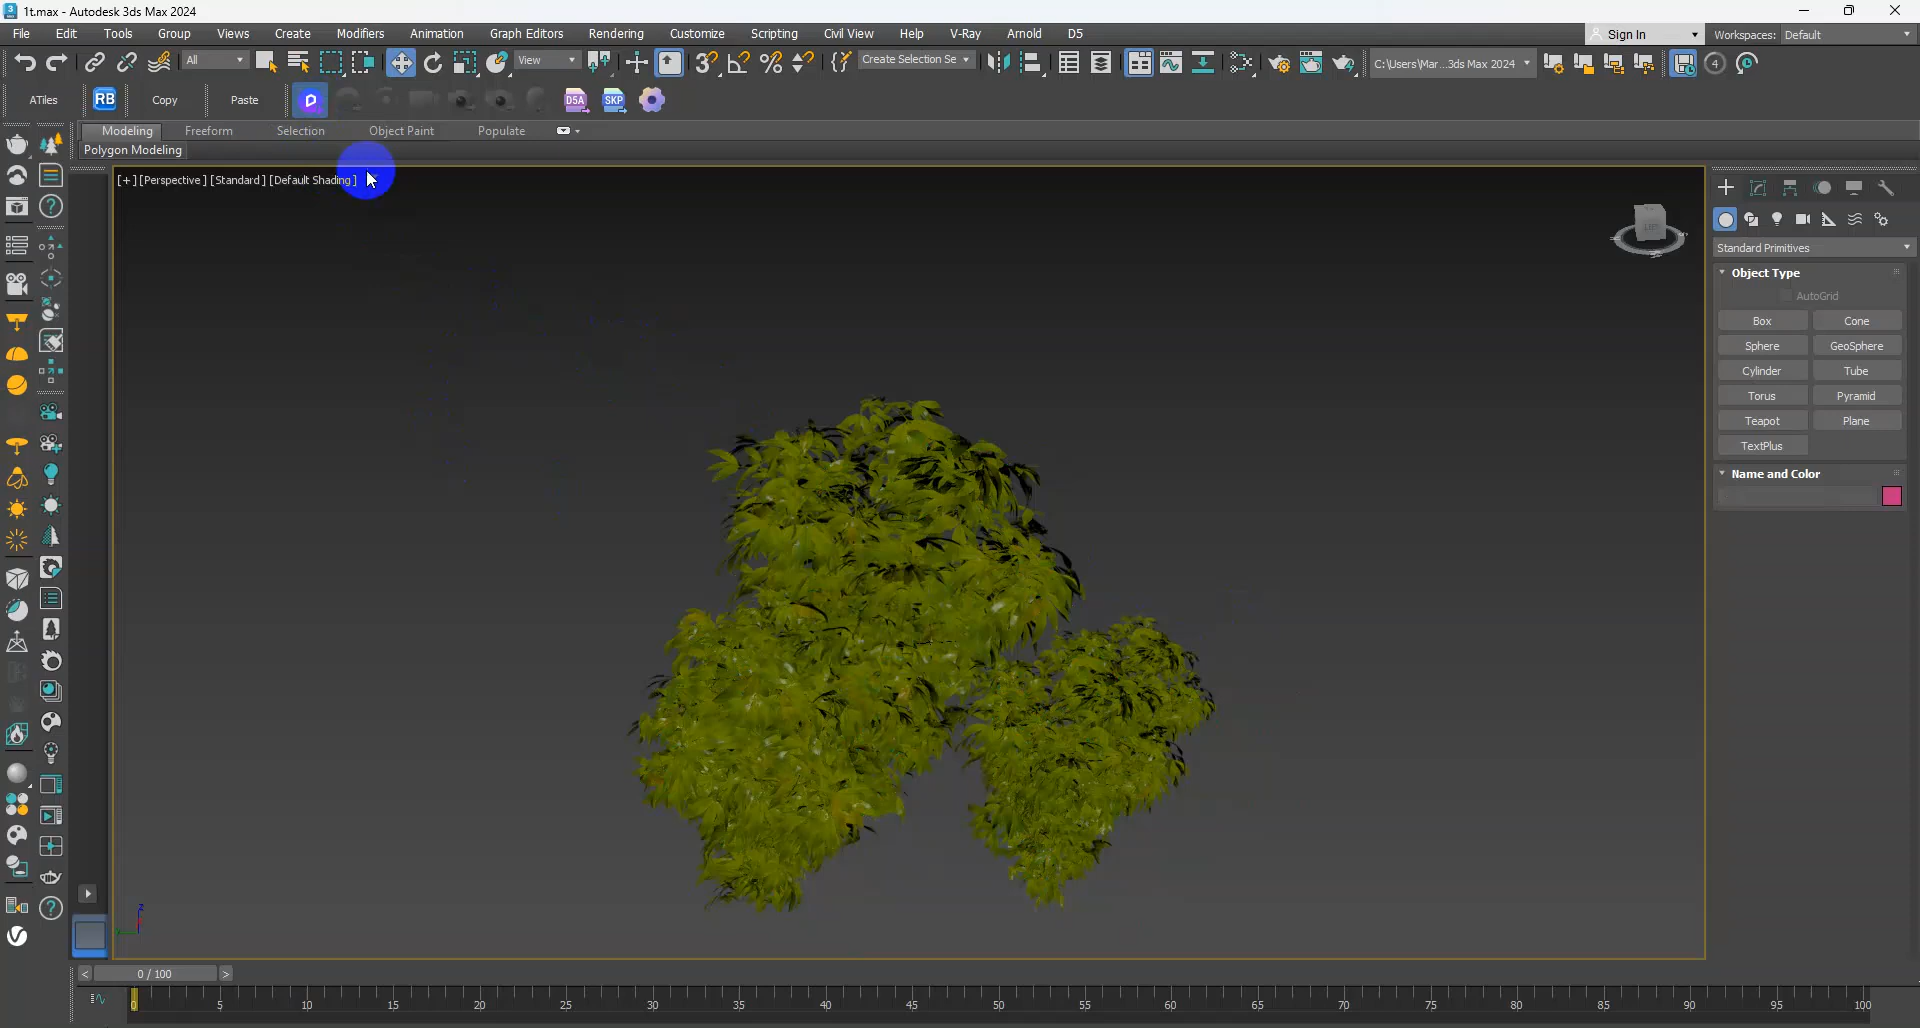 1t.max - Autodesk 3ds Max 2024
File Edit Tools Group Views Create Modifiers Animation Graph Editors Rendering Customize Scripting Civil View Help Arnold D5
Sign In Workspaces: Default
All View Create Selection Se C:\Users\Mar...3ds Max 2024 4
ATiles RB Copy Paste D5A SKP
Modeling Freeform Selection Object Paint Populate
Polygon Modeling
[+] [Perspective] [Standard] [Default Shading]
Standard Primitives
Object Type
AutoGrid
Box Cone
Sphere GeoSphere
Cylinder Tube
Torus Pyramid
Teapot Plane
TextPlus
Name and Color
z
< 0 / 100 >
0 5 10 15 20 25 30 35 40 45 50 55 60 65 70 75 80 85 90 95 100